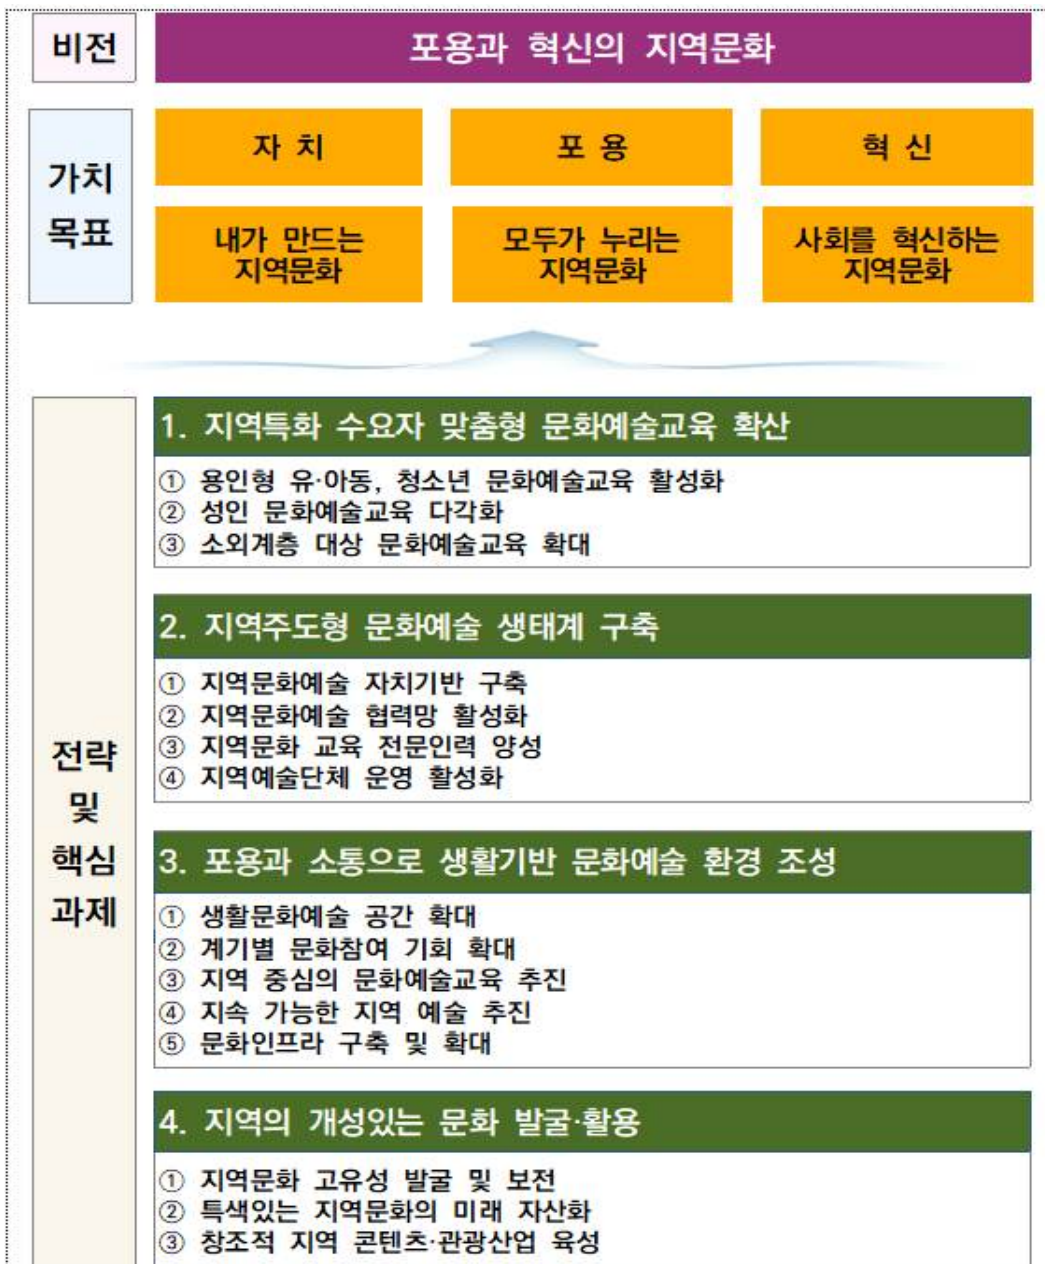 비전
포용과 혁신의 지역문화
가치
목표
자 치
포 용
혁 신
내가 만드는
지역문화
모두가 누리는
지역문화
사회를 혁신하는
지역문화
전략
및
핵심
과제
1. 지역특화 수요자 맞춤형 문화예술교육 확산
① 용인형 유·아동, 청소년 문화예술교육 활성화
② 성인 문화예술교육 다각화
③ 소외계층 대상 문화예술교육 확대
2. 지역주도형 문화예술 생태계 구축
① 지역문화예술 자치기반 구축
② 지역문화예술 협력망 활성화
③ 지역문화 교육 전문인력 양성
④ 지역예술단체 운영 활성화
3. 포용과 소통으로 생활기반 문화예술 환경 조성
① 생활문화예술 공간 확대
② 계기별 문화참여 기회 확대
③ 지역 중심의 문화예술교육 추진
④ 지속 가능한 지역 예술 추진
⑤ 문화인프라 구축 및 확대
4. 지역의 개성있는 문화 발굴·활용
① 지역문화 고유성 발굴 및 보전
② 특색있는 지역문화의 미래 자산화
③ 창조적 지역 콘텐츠·관광산업 육성